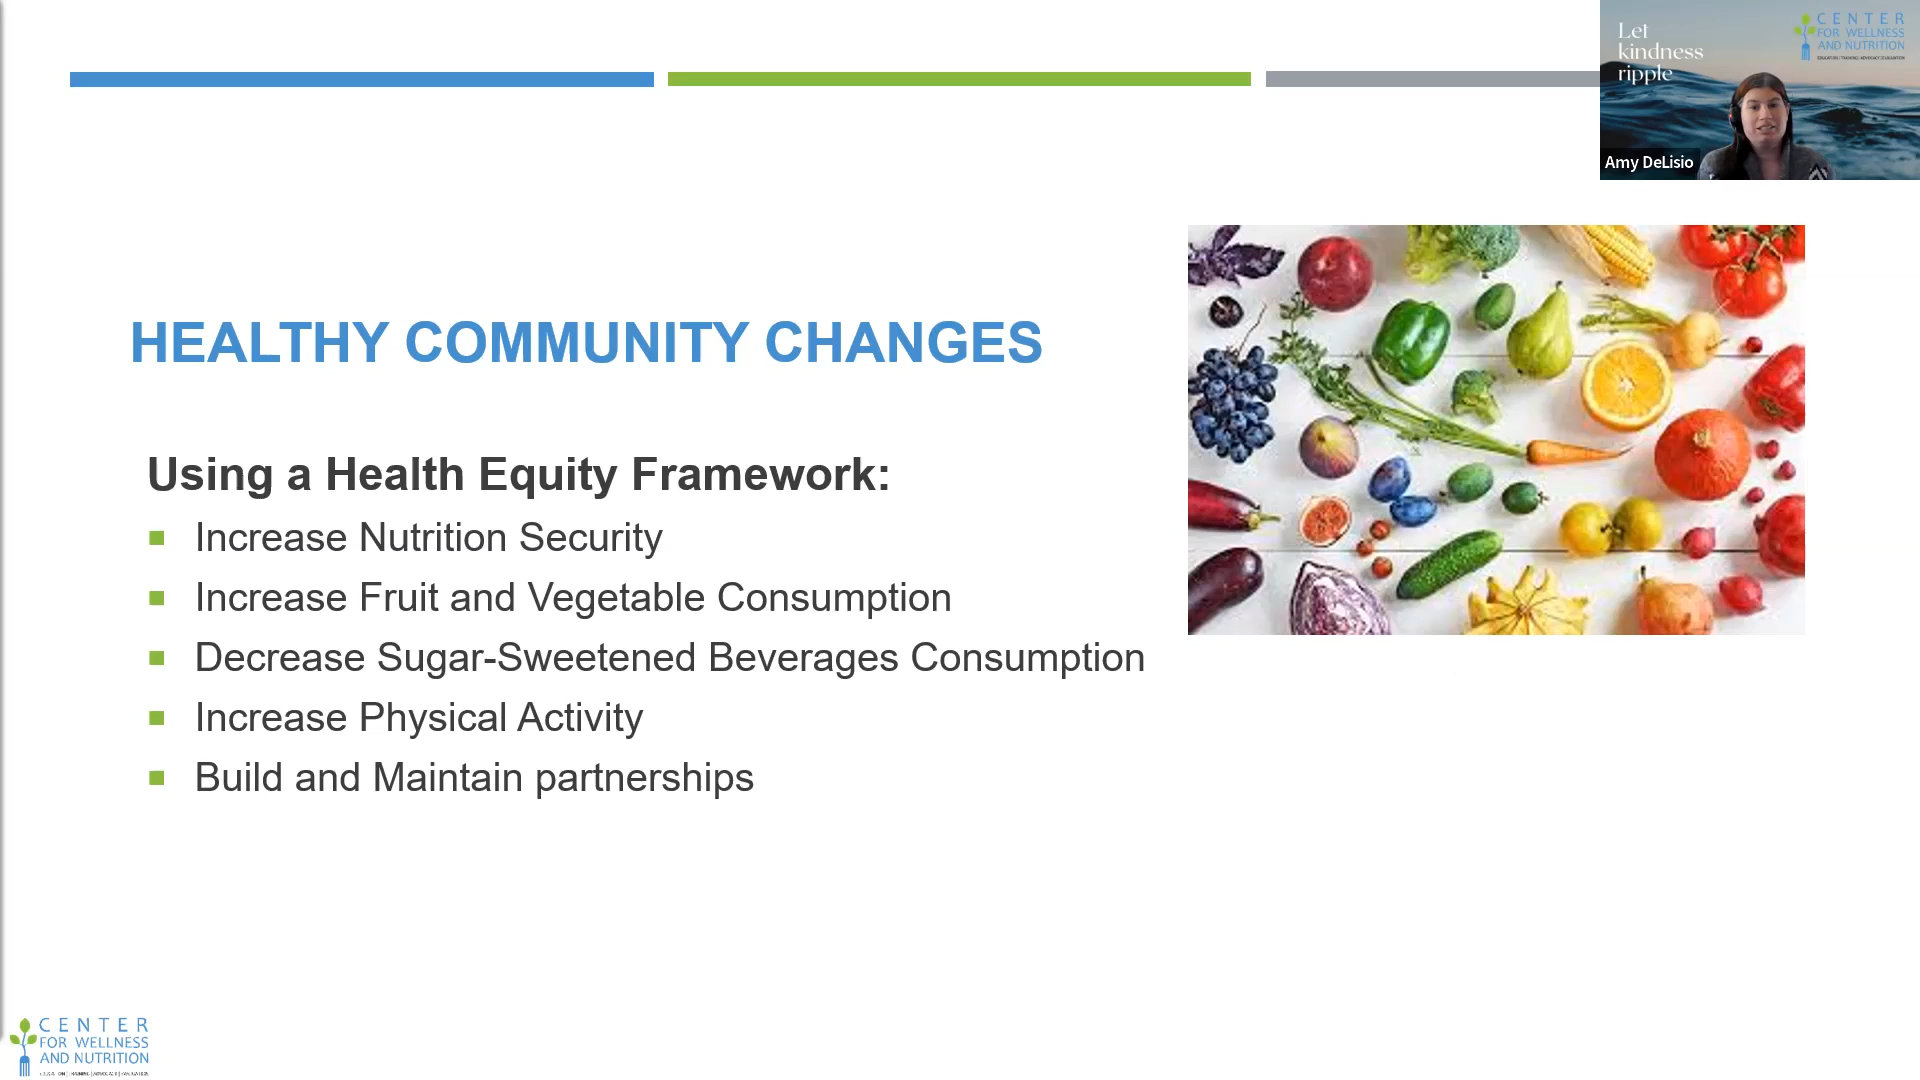 Let
kindness
ripple
CENTER
FOR WELLNESS
AND NUTRITION
Amy DeLisio
HEALTHY COMMUNITY CHANGES
Using a Health Equity Framework:
Increase Nutrition Security
Increase Fruit and Vegetable Consumption
Decrease Sugar-Sweetened Beverages Consumption
Increase Physical Activity
Build and Maintain partnerships
CENTER
FOR WELLNESS
AND NUTRITION